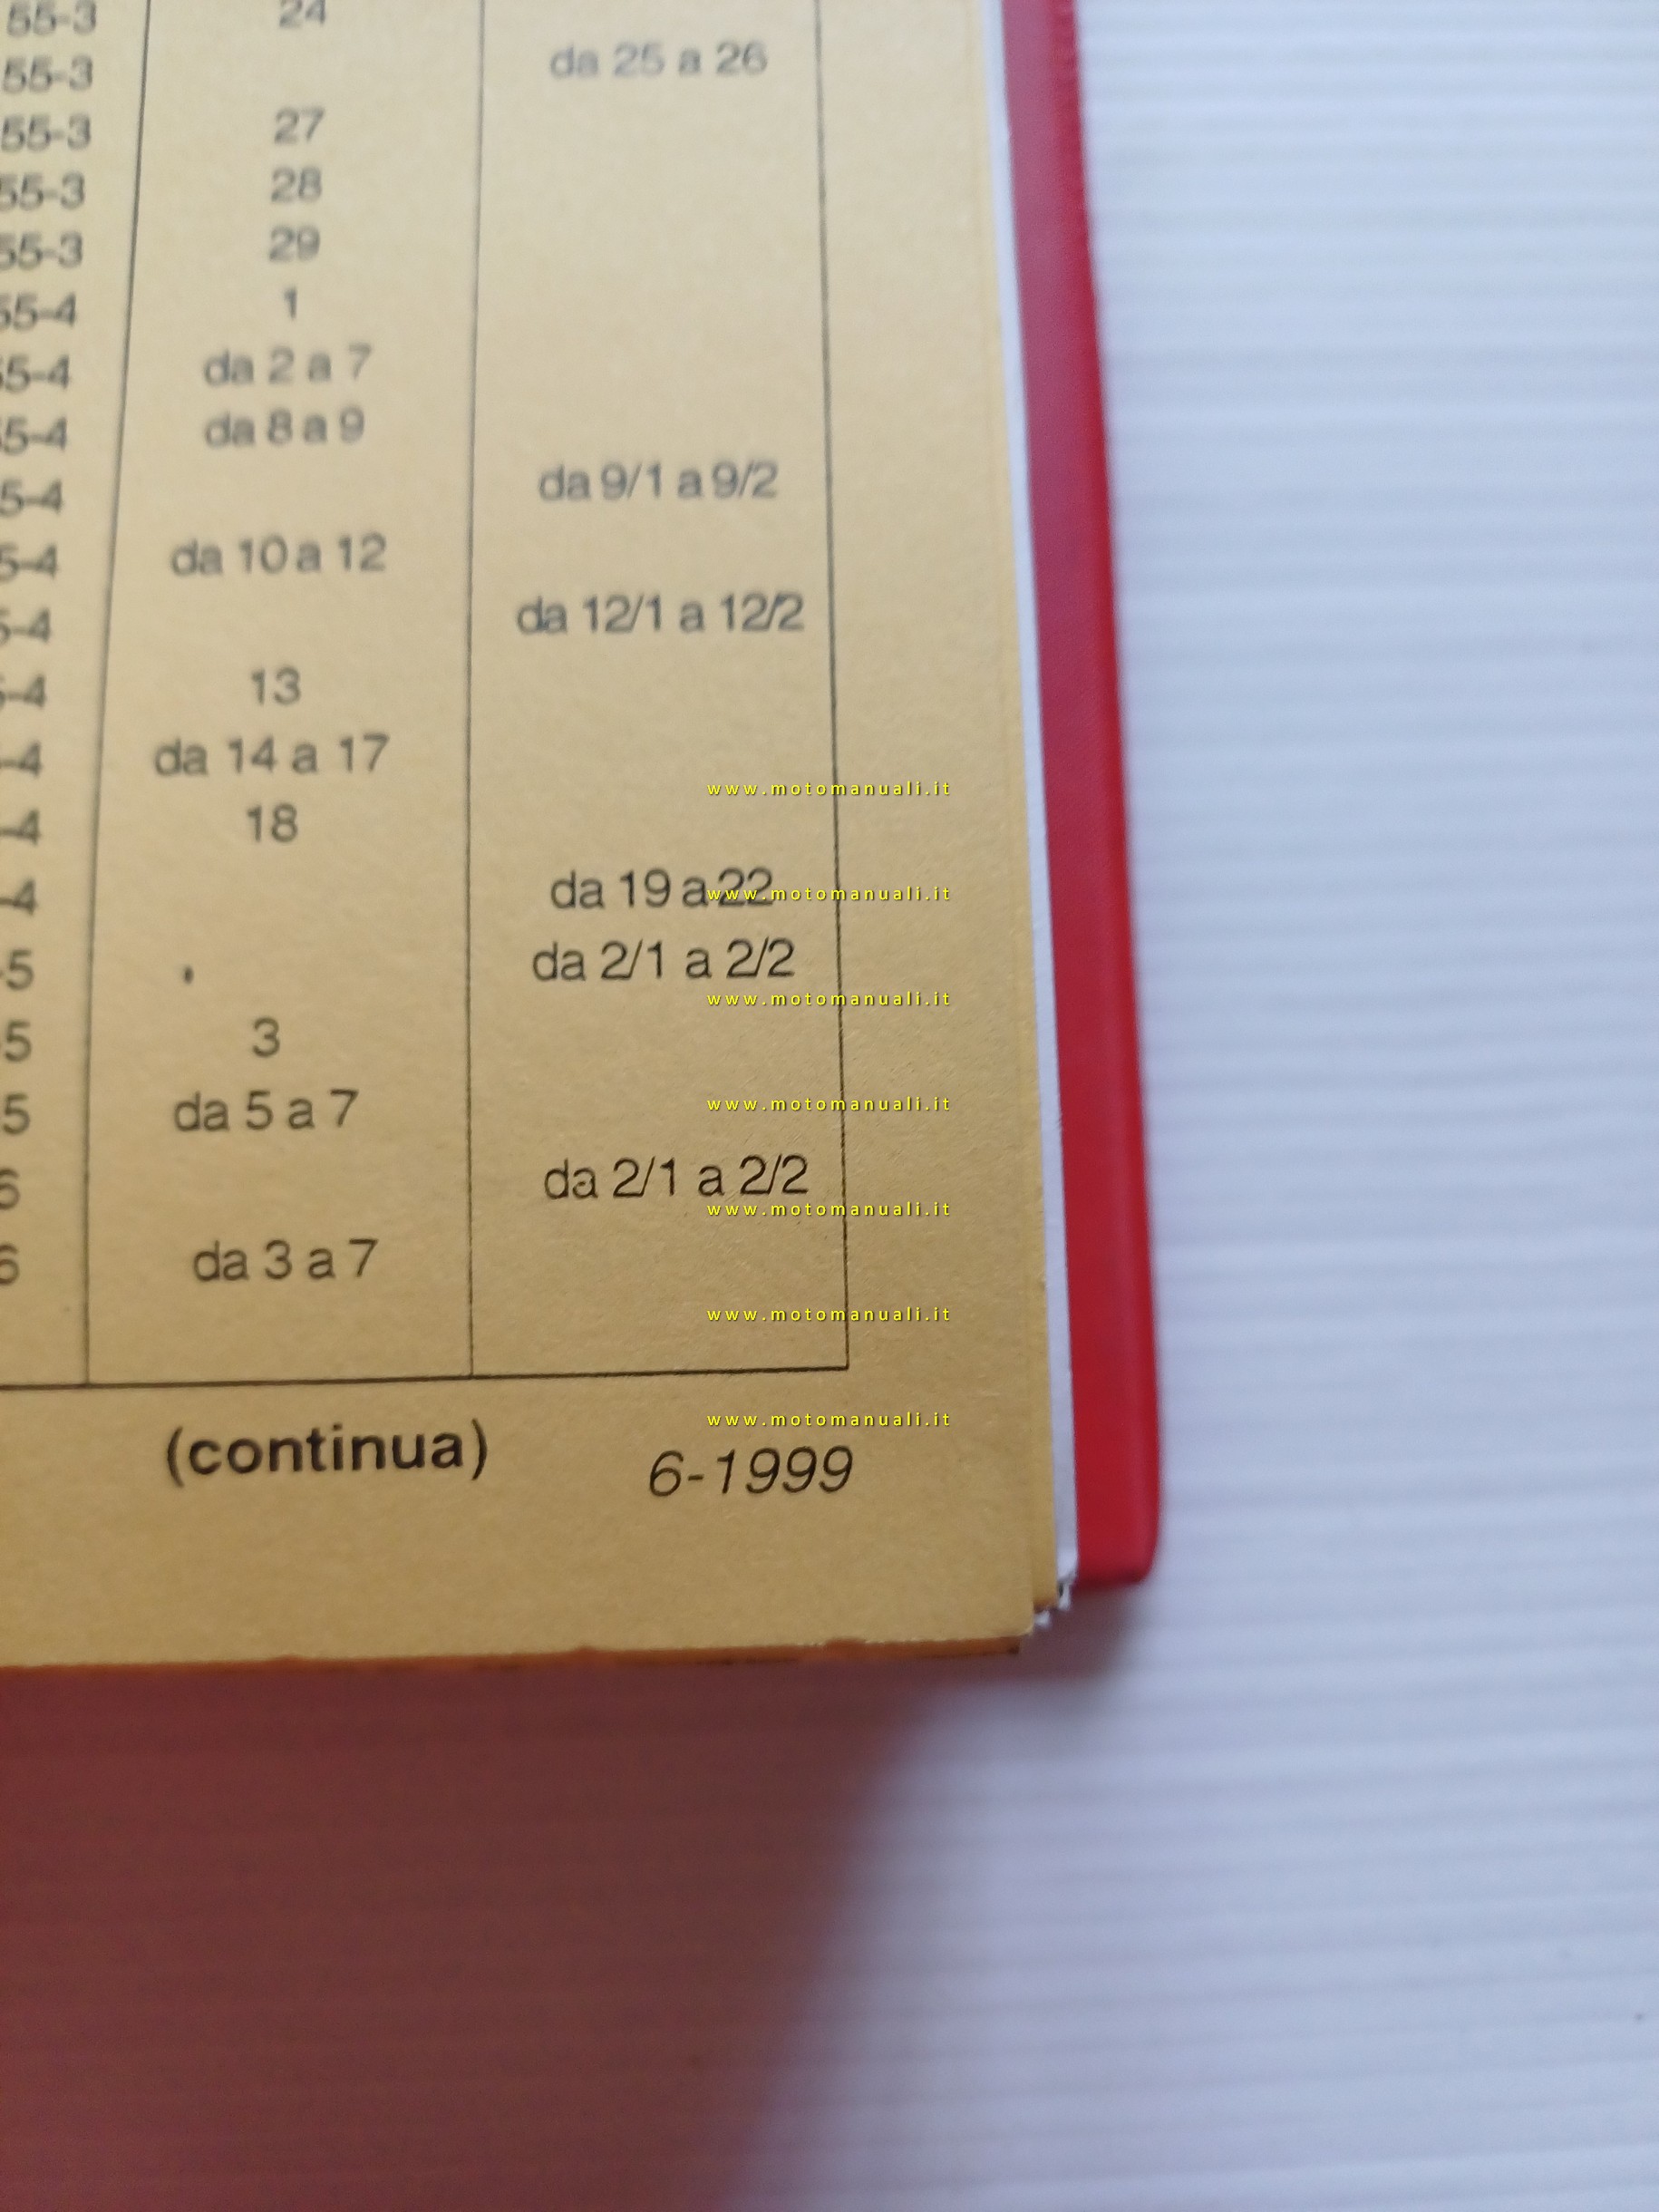 55-3 24
55-3 da 25 a 26
55-3 27
55-3 28
55-3 29
55-4 1
55-4 da 2 a 7
55-4 da 8 a 9
5-4 da 9/1 a 9/2
5-4 da 10 a 12
5-4 da 12/1 a 12/2
-4 13
-4 da 14 a 17
www.motomanuali.it
-4 18
-4 da 19 a 22
www.motomanuali.it
-5 da 2/1 a 2/2
www.motomanuali.it
5 3
5 da 5 a 7
www.motomanuali.it
6 da 2/1 a 2/2
www.motomanuali.it
6 da 3 a 7
www.motomanuali.it
www.motomanuali.it
(continua) 6-1999